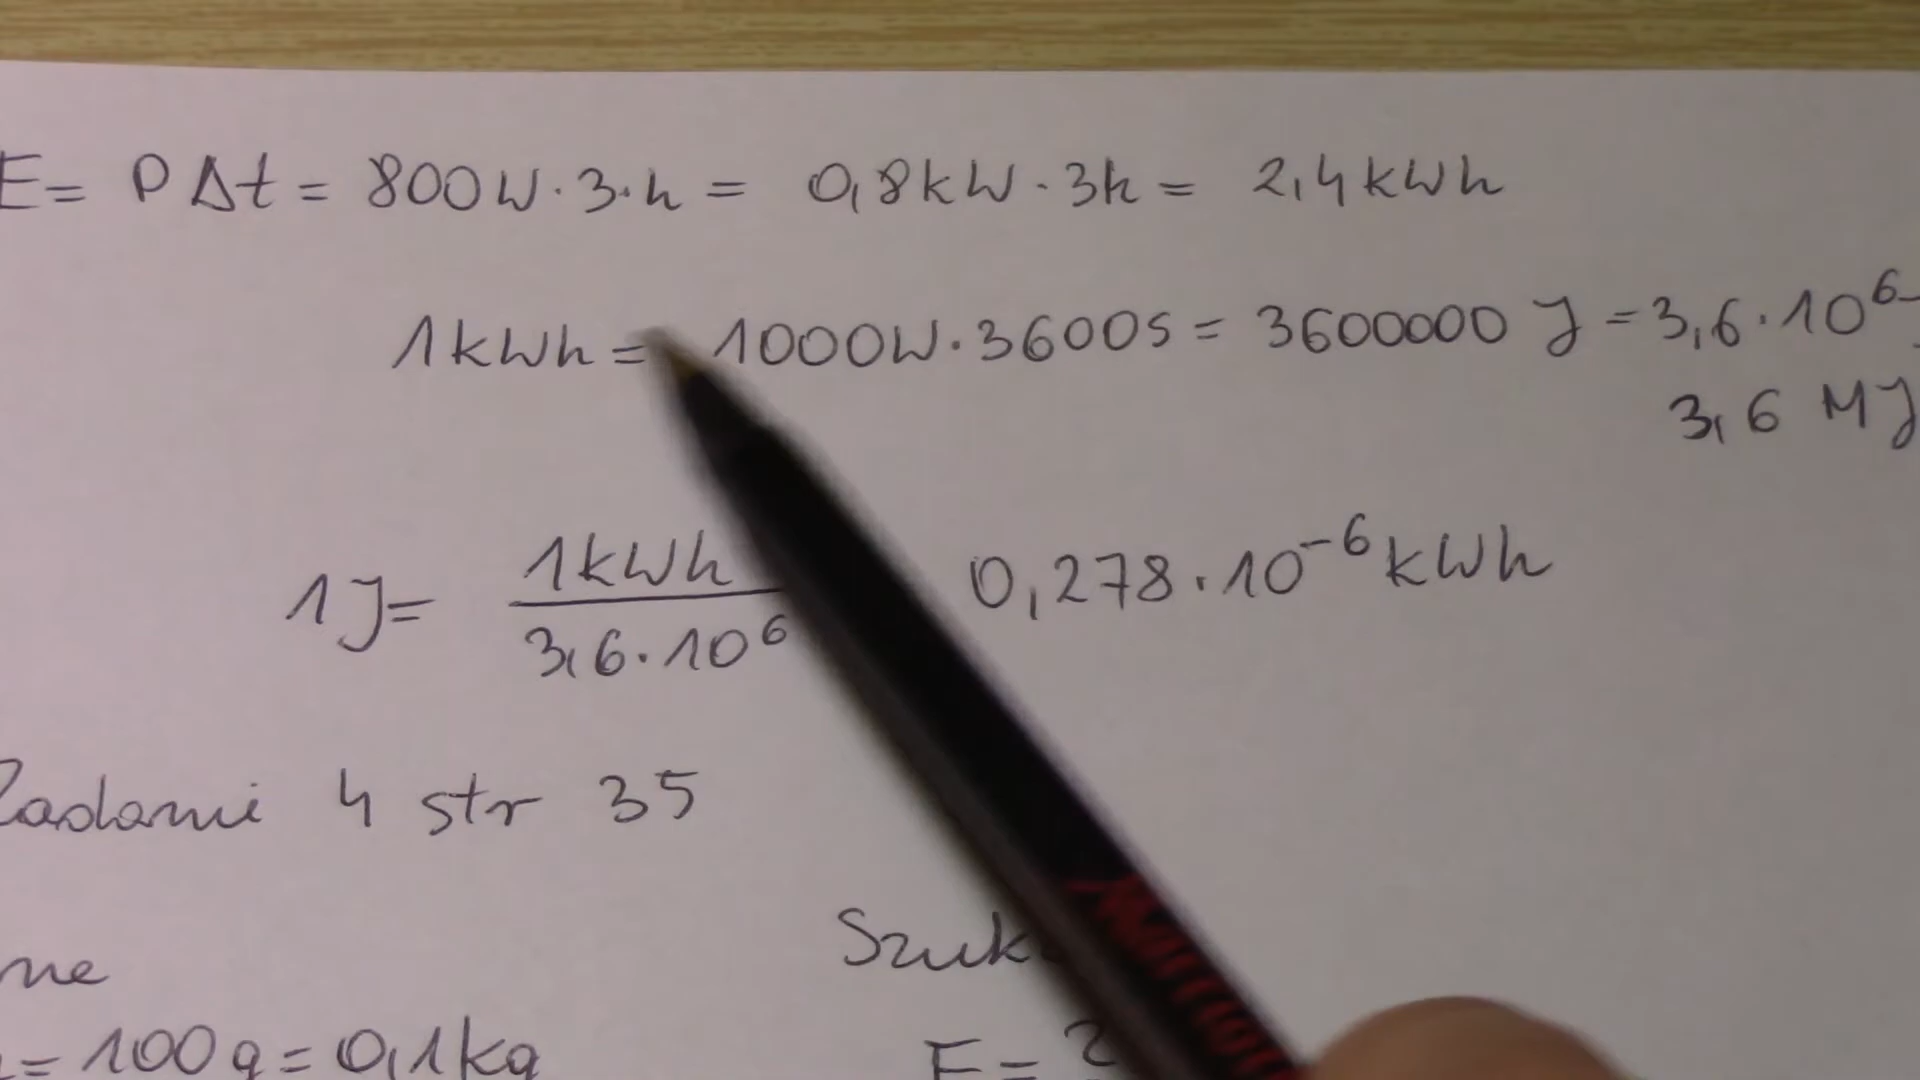 E = P Δt = 800W · 3 · h = 0,8kW · 3h = 2,4kWh
1kWh = 1000W · 3600s = 3600000 J = 3,6 · 10⁶
3,6 MJ
1J = 1kWh / 3,6 · 10⁶ 0,278 · 10⁻⁶ kWh
Zadanie 4 str 35
Szuk
ne
= 100g = 0,1kg
E = ?